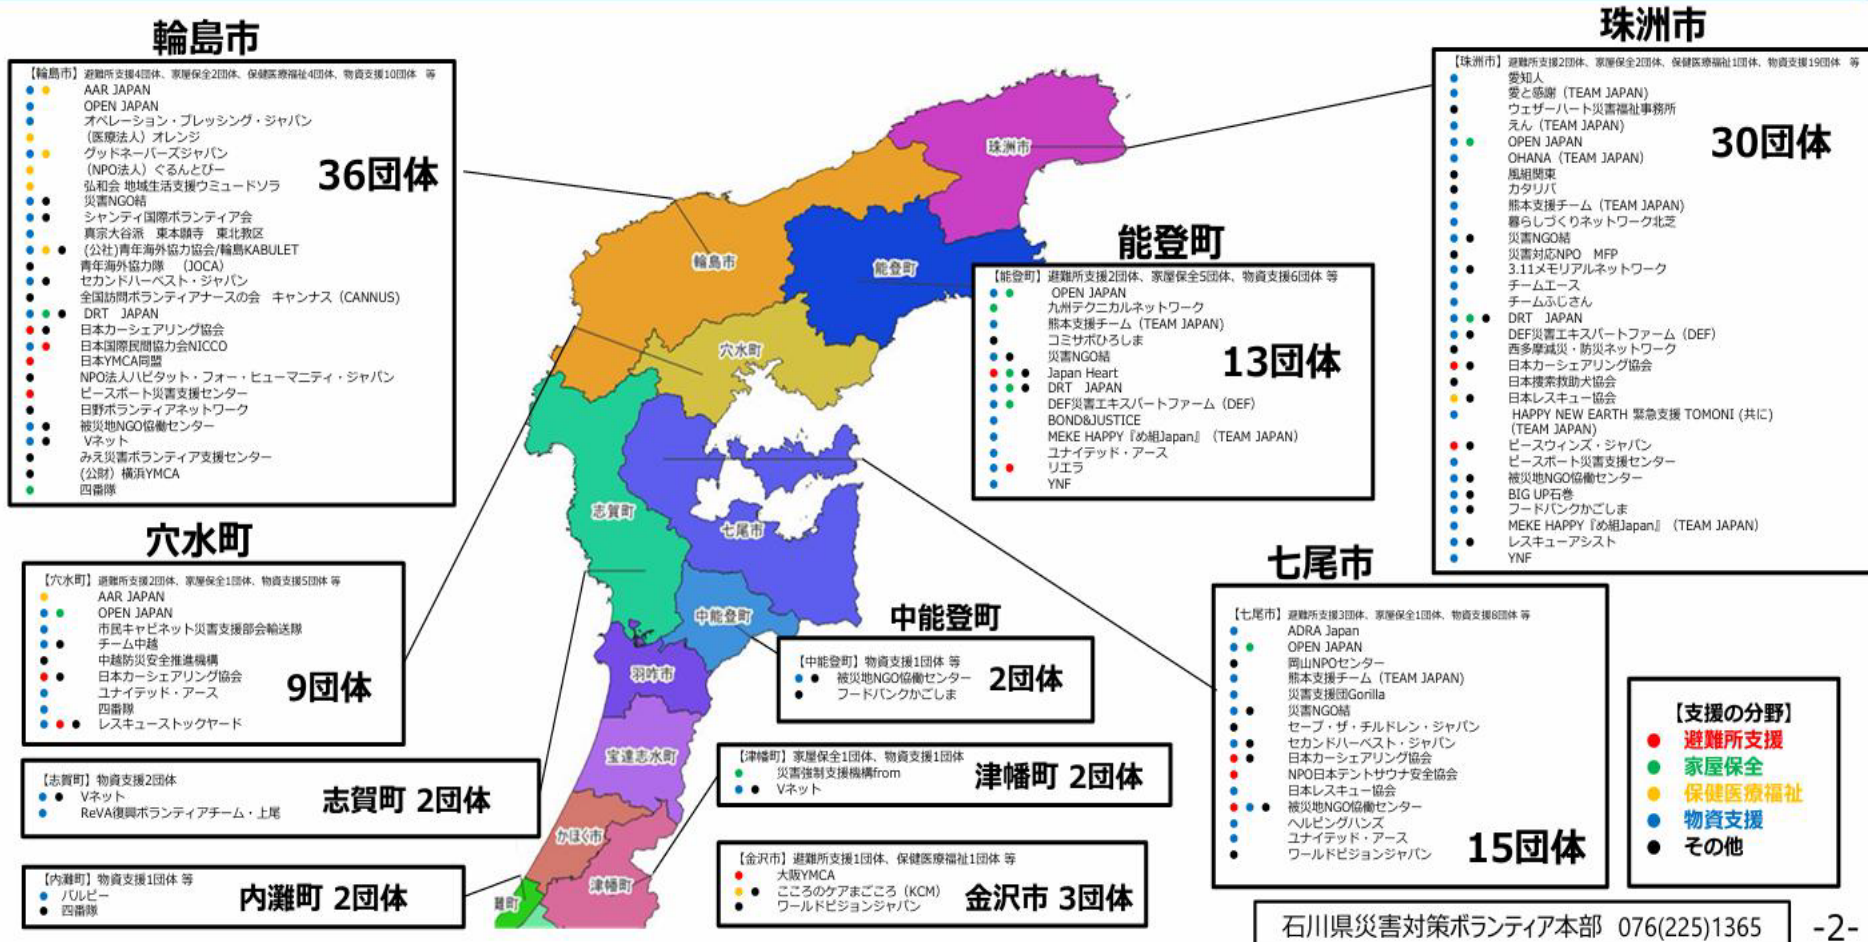 輪島市
【輪島市】避難所支援4団体、家屋保全2団体、保健医療福祉4団体、物資支援10団体　等
AAR JAPAN
OPEN JAPAN
オペレーション・ブレッシング・ジャパン
（医療法人）オレンジ
グッドネーバーズジャパン
（NPO法人）ぐるんとびー
弘和会 地域生活支援ウミュードソラ
災害NGO結
シャンティ国際ボランティア会
真宗大谷派　東本願寺　東北教区
(公社)青年海外協力協会/輪島KABULET
青年海外協力隊　（JOCA）
セカンドハーベスト・ジャパン
全国訪問ボランティアナースの会　キャンナス（CANNUS）
DRT　JAPAN
日本カーシェアリング協会
日本国際民間協力会NICCO
日本YMCA同盟
NPO法人ハビタット・フォー・ヒューマニティ・ジャパン
ピースボート災害支援センター
日野ボランティアネットワーク
被災地NGO協働センター
Vネット
みえ災害ボランティア支援センター
(公財）横浜YMCA
四番隊
36団体
穴水町
【穴水町】避難所支援2団体、家屋保全1団体、物資支援5団体 等
AAR JAPAN
OPEN JAPAN
市民キャビネット災害支援部会輸送隊
チーム中越
中越防災安全推進機構
日本カーシェアリング協会
ユナイテッド・アース
四番隊
レスキューストックヤード
9団体
【志賀町】物資支援2団体
Vネット
ReVA復興ボランティアチーム・上尾
志賀町 2団体
【内灘町】物資支援1団体 等
バルビー
四番隊
内灘町 2団体
珠洲市
輪島市
能登町
穴水町
志賀町
七尾市
中能登町
羽咋市
宝達志水町
かほく市
津幡町
灘町
能登町
【能登町】避難所支援2団体、家屋保全5団体、物資支援6団体 等
OPEN JAPAN
九州テクニカルネットワーク
熊本支援チーム（TEAM JAPAN）
コミサポひろしま
災害NGO結
Japan Heart
DRT　JAPAN
DEF災害エキスパートファーム（DEF）
BOND&JUSTICE
MEKE HAPPY『め組Japan』（TEAM JAPAN）
ユナイテッド・アース
リエラ
YNF
13団体
中能登町
【中能登町】物資支援1団体 等
被災地NGO協働センター
フードバンクかごしま
2団体
【津幡町】家屋保全1団体、物資支援1団体
災害強制支援機構from
Vネット
津幡町 2団体
【金沢市】避難所支援1団体、保健医療福祉1団体 等
大阪YMCA
こころのケアまごころ（KCM）
ワールドビジョンジャパン
金沢市 3団体
珠洲市
【珠洲市】避難所支援2団体、家屋保全2団体、保健医療福祉1団体、物資支援19団体　等
愛知人
愛と感謝（TEAM JAPAN）
ウェザーハート災害福祉事務所
えん（TEAM JAPAN）
OPEN JAPAN
OHANA（TEAM JAPAN）
風組関東
カタリバ
熊本支援チーム（TEAM JAPAN）
暮らしづくりネットワーク北芝
災害NGO結
災害対応NPO　MFP
3.11メモリアルネットワーク
チームエース
チームふじさん
DRT　JAPAN
DEF災害エキスパートファーム（DEF）
西多摩減災・防災ネットワーク
日本カーシェアリング協会
日本捜索救助犬協会
日本レスキュー協会
HAPPY NEW EARTH 緊急支援 TOMONI (共に)
（TEAM JAPAN）
ピースウィンズ・ジャパン
ピースボート災害支援センター
被災地NGO協働センター
BIG UP石巻
フードバンクかごしま
MEKE HAPPY『め組Japan』（TEAM JAPAN）
レスキューアシスト
YNF
30団体
七尾市
【七尾市】避難所支援3団体、家屋保全1団体、物資支援8団体 等
ADRA Japan
OPEN JAPAN
岡山NPOセンター
熊本支援チーム（TEAM JAPAN）
災害支援団Gorilla
災害NGO結
セーブ・ザ・チルドレン・ジャパン
セカンドハーベスト・ジャパン
日本カーシェアリング協会
NPO日本テントサウナ安全協会
日本レスキュー協会
被災地NGO協働センター
ヘルピングハンズ
ユナイテッド・アース
ワールドビジョンジャパン
15団体
【支援の分野】
避難所支援
家屋保全
保健医療福祉
物資支援
その他
石川県災害対策ボランティア本部 076(225)1365
-2-